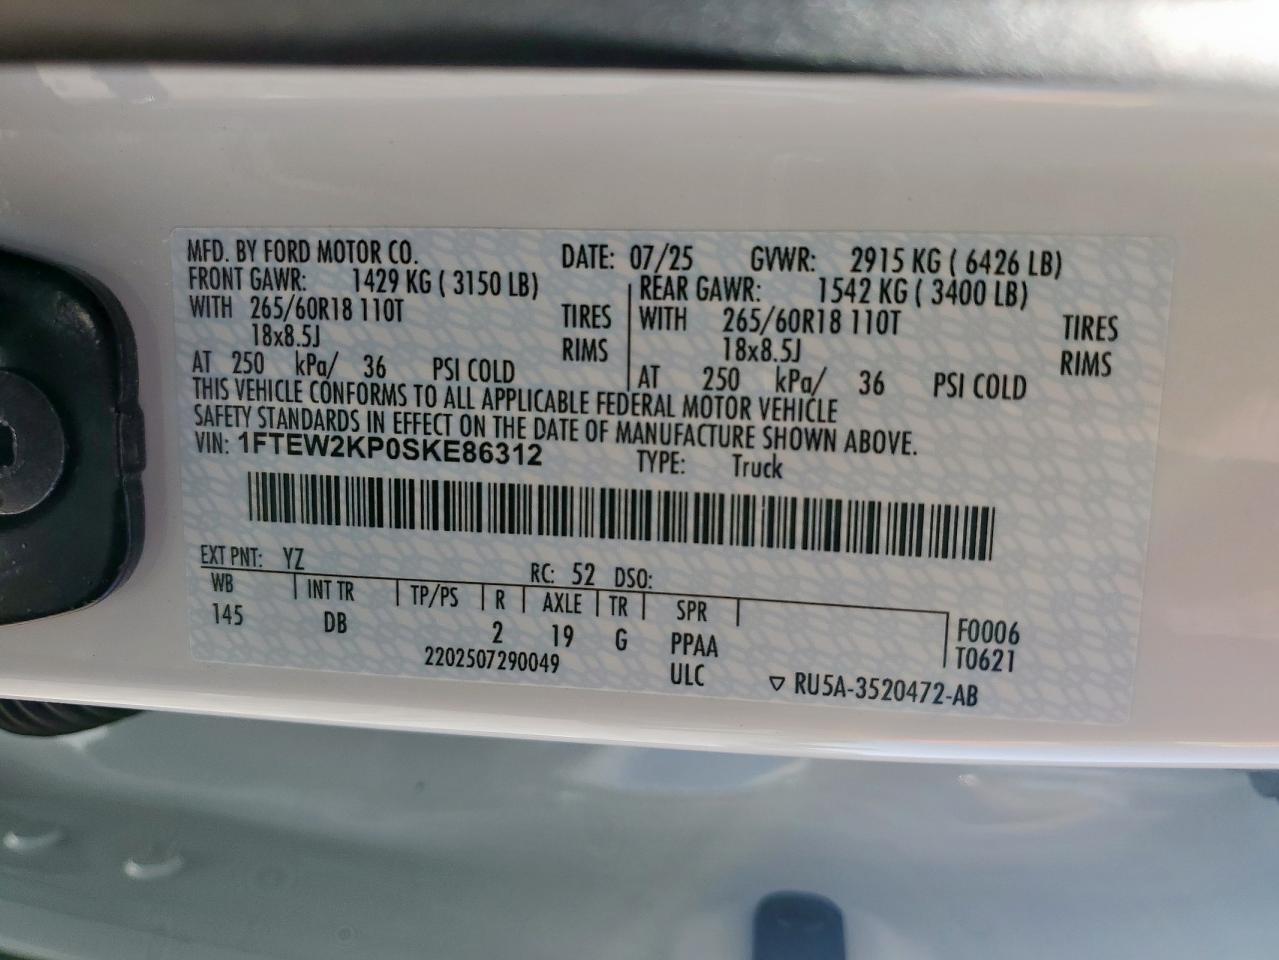 MFD. BY FORD MOTOR CO. DATE: 07/25 GVWR: 2915 KG ( 6426 LB)
FRONT GAWR: 1429 KG ( 3150 LB) REAR GAWR: 1542 KG ( 3400 LB)
WITH 265/60R18 110T TIRES WITH 265/60R18 110T TIRES
18x8.5J RIMS 18x8.5J RIMS
AT 250 kPa/ 36 PSI COLD AT 250 kPa/ 36 PSI COLD
THIS VEHICLE CONFORMS TO ALL APPLICABLE FEDERAL MOTOR VEHICLE
SAFETY STANDARDS IN EFFECT ON THE DATE OF MANUFACTURE SHOWN ABOVE.
VIN: 1FTEW2KP0SKE86312 TYPE: Truck
EXT PNT: YZ RC: 52 DSO:
WB INT TR TP/PS R AXLE TR SPR F0006
145 DB 2 19 G PPAA T0621
2202507290049 ULC ▽ RU5A-3520472-AB